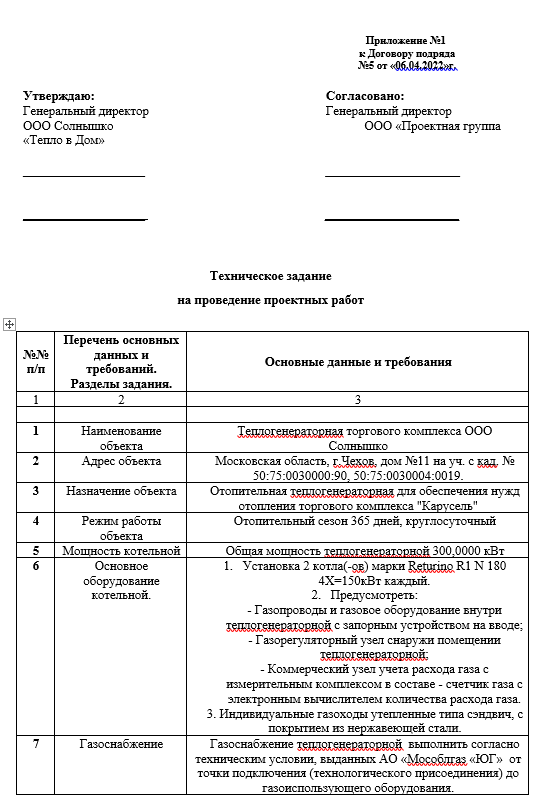 Приложение №1
к Договору подряда
№5 от «06.04.2022»г.
Утверждаю:
Генеральный директор
ООО Солнышко
«Тепло в Дом»
Согласовано:
Генеральный директор
ООО «Проектная группа
Техническое задание
на проведение проектных работ
№№ п/п
Перечень основных данных и требований. Разделы задания.
Основные данные и требования
1 2 3
1 Наименование объекта
Теплогенераторная торгового комплекса ООО
Солнышко
2 Адрес объекта
Московская область, г.Чехов, дом №11 на уч. с кад. №
50:75:0030000:90, 50:75:0030004:0019.
3 Назначение объекта
Отопительная теплогенераторная для обеспечения нужд
отопления торгового комплекса "Карусель"
4 Режим работы объекта
Отопительный сезон 365 дней, круглосуточный
5 Мощность котельной
Общая мощность теплогенераторной 300,0000 кВт
6 Основное оборудование котельной.
1. Установка 2 котла(-ов) марки Returino R1 N 180
4X=150кВт каждый.
2. Предусмотреть:
- Газопроводы и газовое оборудование внутри
теплогенераторной с запорным устройством на вводе;
- Газорегуляторный узел снаружи помещении
теплогенераторной;
- Коммерческий узел учета расхода газа с
измерительным комплексом в составе - счетчик газа с
электронным вычислителем количества расхода газа.
3. Индивидуальные газоходы утепленные типа сэндвич, с
покрытием из нержавеющей стали.
7 Газоснабжение
Газоснабжение теплогенераторной выполнить согласно
техническим условии, выданных АО «Мособлгаз «ЮГ» от
точки подключения (технологического присоединения) до
газоиспользующего оборудования.